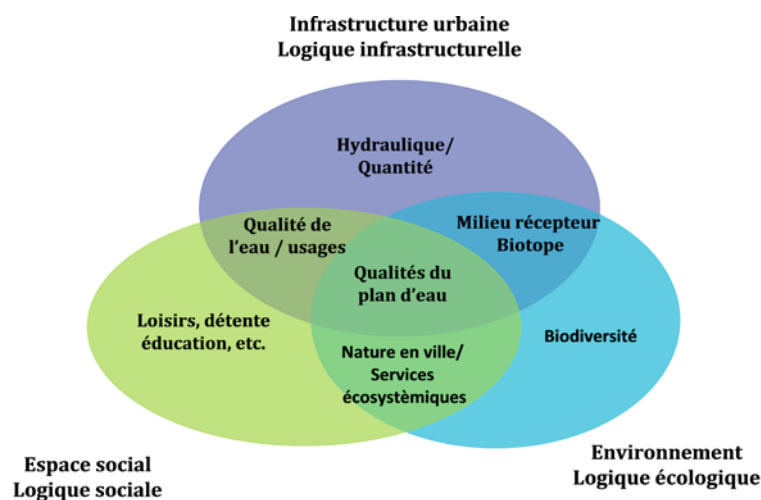 Infrastructure urbaine
Logique infrastructurelle
Hydraulique/
Quantité
Qualité de
l'eau / usages
Milieu récepteur
Biotope
Qualités du
plan d'eau
Loisirs, détente
éducation, etc.
Biodiversité
Nature en ville/
Services
écosystèmiques
Espace social
Logique sociale
Environnement
Logique écologique